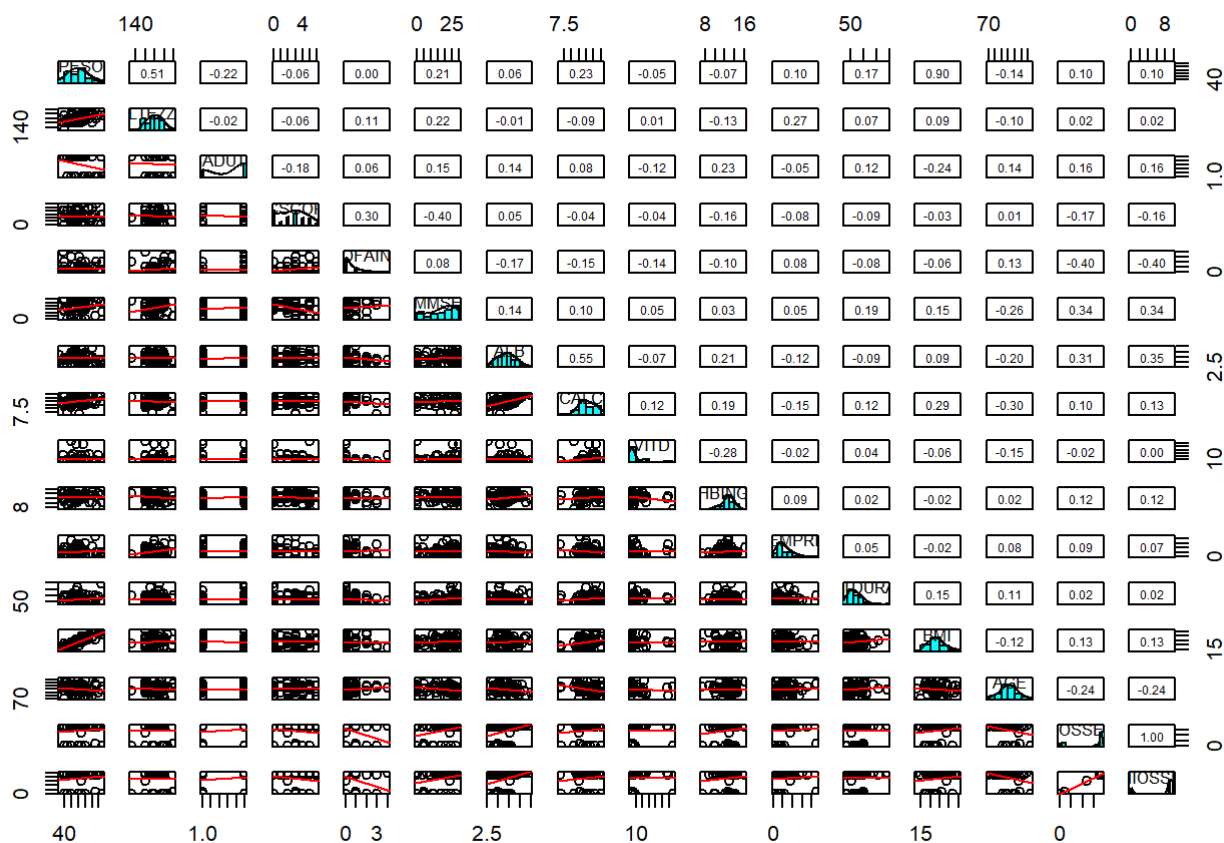 140 0 4 0 25 7.5 8 16 50 70 0 8
0.51 -0.22 -0.06 0.00 0.21 0.06 0.23 -0.05 -0.07 0.10 0.17 0.90 -0.14 0.10 0.10 40
140 -0.02 -0.06 0.11 0.22 -0.01 -0.09 0.01 -0.13 0.27 0.07 0.09 -0.10 0.02 0.02
-0.18 0.06 0.15 0.14 0.08 -0.12 0.23 -0.05 0.12 -0.24 0.14 0.16 0.16 1.0
0 0.30 -0.40 0.05 -0.04 -0.04 -0.16 -0.08 -0.09 -0.03 0.01 -0.17 -0.16
0.08 -0.17 -0.15 -0.14 -0.10 0.08 -0.08 -0.06 0.13 -0.40 -0.40 0
0 MMSE 0.14 0.10 0.05 0.03 0.05 0.19 0.15 -0.26 0.34 0.34
ALB 0.55 -0.07 0.21 -0.12 -0.09 0.09 -0.20 0.31 0.35 2.5
7.5 CALC 0.12 0.19 -0.15 0.12 0.29 -0.30 0.10 0.13
VITD -0.28 -0.02 0.04 -0.06 -0.15 -0.02 0.00 10
8 HBING 0.09 0.02 -0.02 0.02 0.12 0.12
0.05 -0.02 0.08 0.09 0.07 0
50 0.15 0.11 0.02 0.02
BMI -0.12 0.13 0.13 15
70 AGE -0.24 -0.24
1.00 0
0
40 1.0 0 3 2.5 10 0 15 0